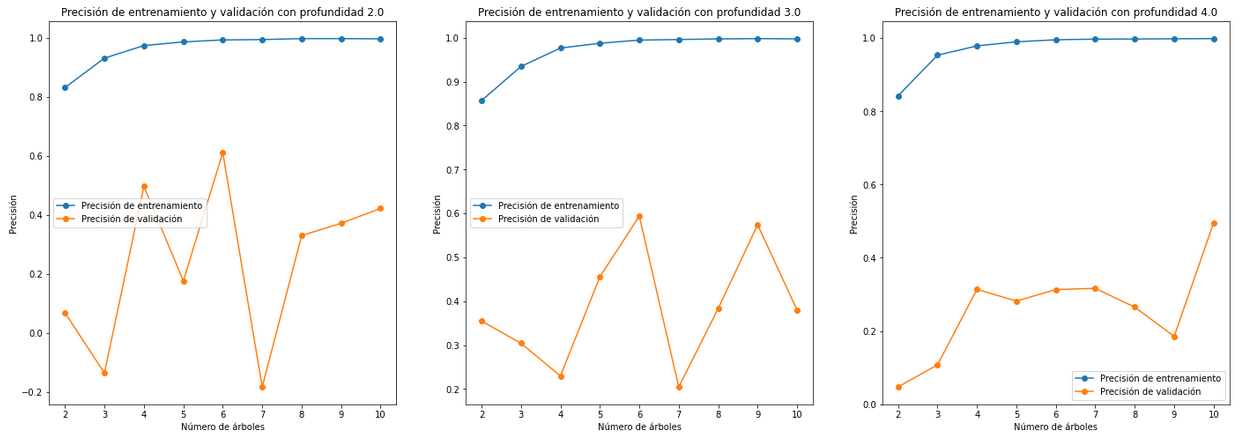 Precisión de entrenamiento y validación con profundidad 2.0
1.0
0.8
0.6
0.4
0.2
0.0
−0.2
Precisión
Precisión de entrenamiento
Precisión de validación
2 3 4 5 6 7 8 9 10
Número de árboles
Precisión de entrenamiento y validación con profundidad 3.0
1.0
0.9
0.8
0.7
0.6
0.5
0.4
0.3
0.2
Precisión
Precisión de entrenamiento
Precisión de validación
2 3 4 5 6 7 8 9 10
Número de árboles
Precisión de entrenamiento y validación con profundidad 4.0
1.0
0.8
0.6
0.4
0.2
0.0
Precisión
Precisión de entrenamiento
Precisión de validación
2 3 4 5 6 7 8 9 10
Número de árboles